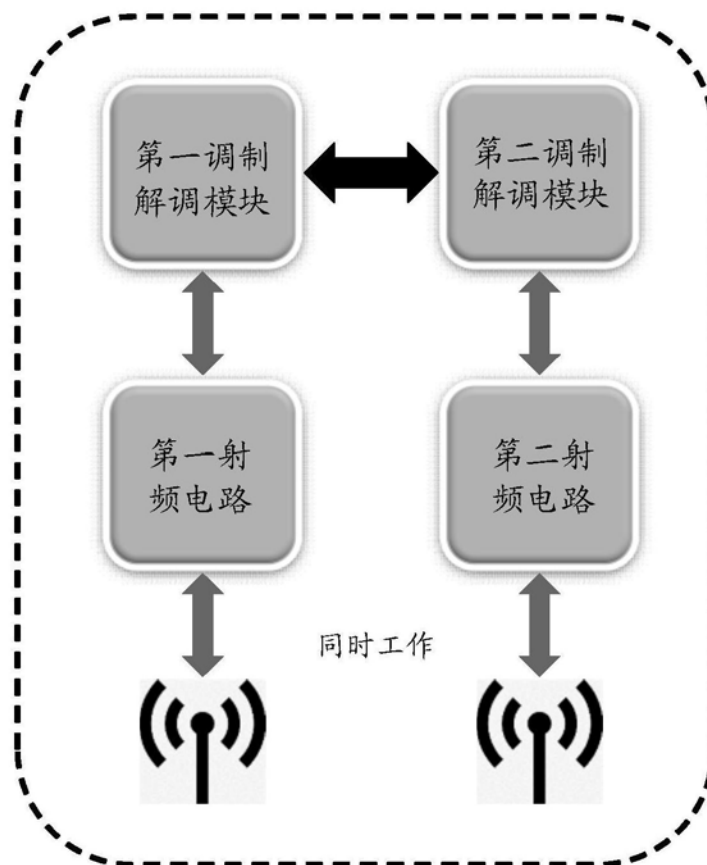 第一调制
解调模块
第二调制
解调模块
第一射
频电路
第二射
频电路
同时工作